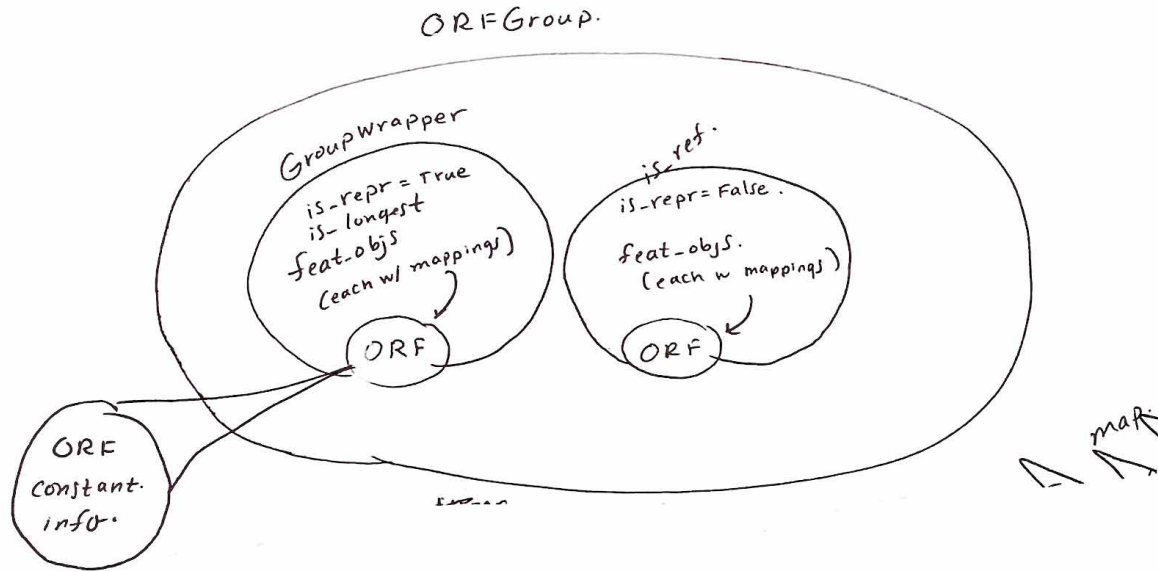 ORFGroup.
GroupWrapper
is_repr = True
is_longest
feat_objs
(each w/ mappings)
ORF
is_ref.
is_repr = False.
feat_objs.
(each w mappings)
ORF
ORF
constant.
info.
map.